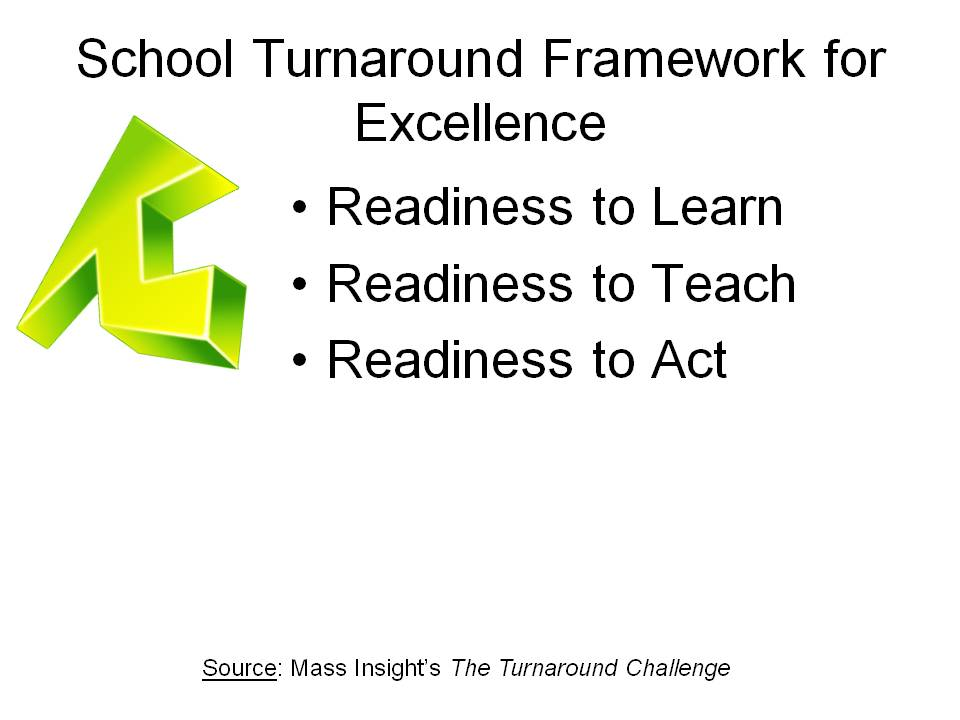 School Turnaround Framework for
Excellence
• Readiness to Learn
• Readiness to Teach
• Readiness to Act
Source: Mass Insight's The Turnaround Challenge